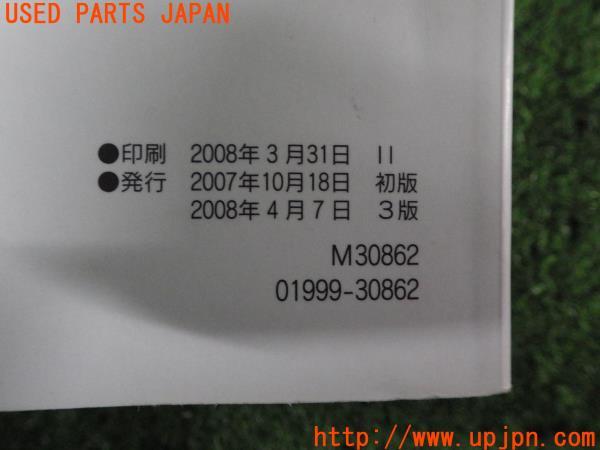 USED PARTS JAPAN
●印刷 2008年3月31日 II
●発行 2007年10月18日 初版
2008年4月7日 3版
M30862
01999-30862
http://www.upjpn.com/